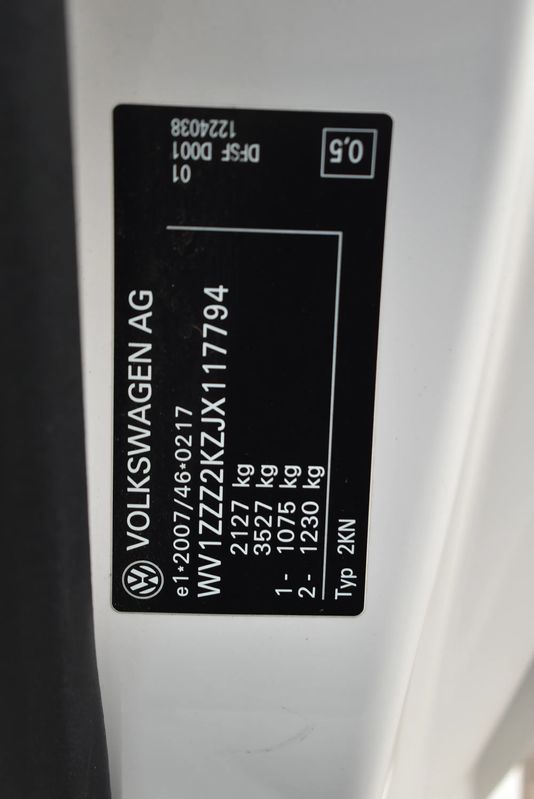 VOLKSWAGEN AG
e1*2007/46*0217
WV1ZZZ2KZJX117794
2127 kg
3527 kg
1- 1075 kg
2- 1230 kg
Typ 2KN
01
DFSF D001
1224038
0,5